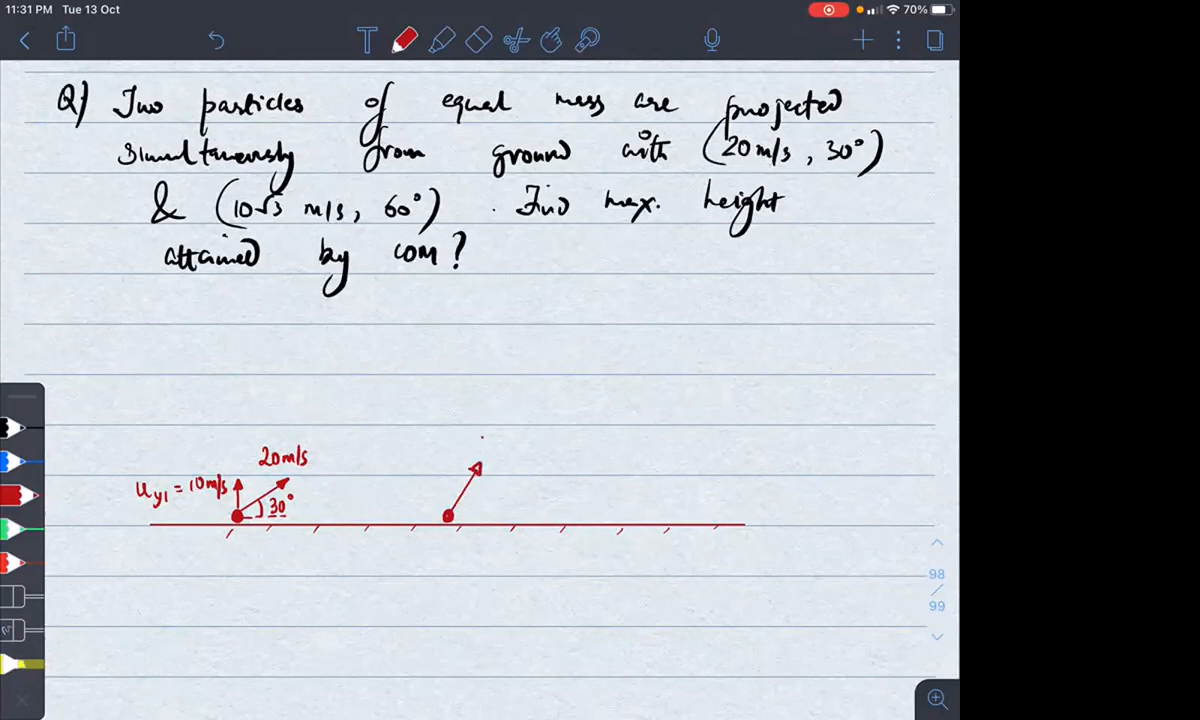 11:31 PM Tue 13 Oct
70%
Q) Two particles of equal mass are projected
simultaneously from ground with (20 m/s, 30°)
& (10√3 m/s, 60°). Find max. height
attained by COM?
20m/s
uy1 = 10m/s
30°
98
/
99